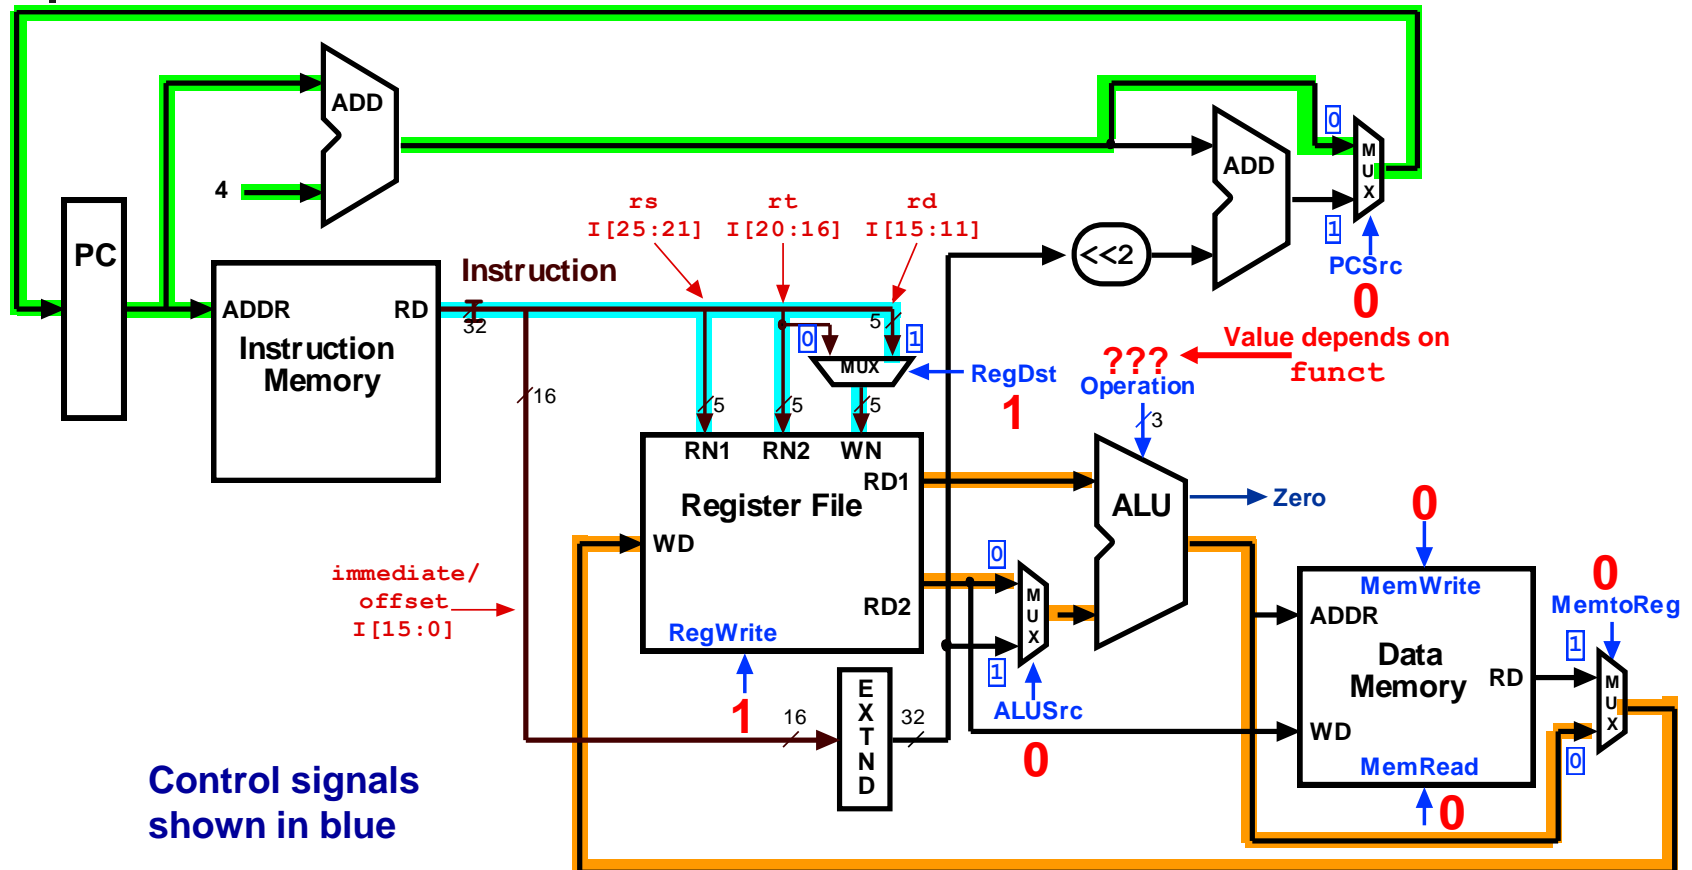 ADD
0
M
U
X
ADD
4
rs
I[25:21]
rt
I[20:16]
rd
I[15:11]
1
PC
<<2
PCSrc
0
Instruction
ADDR
RD
32
5
Value depends on
funct
???
Operation
Instruction
Memory
0
1
MUX
RegDst
1
16
5
5
5
3
RN1
RN2
WN
RD1
Register File
ALU
Zero
0
WD
0
M
U
X
immediate/
offset
I[15:0]
RD2
MemWrite
0
MemtoReg
ADDR
RegWrite
1
1
Data
Memory
RD
1
M
U
X
E
X
T
N
D
ALUSrc
0
16
32
WD
0
MemRead
0
Control signals
shown in blue